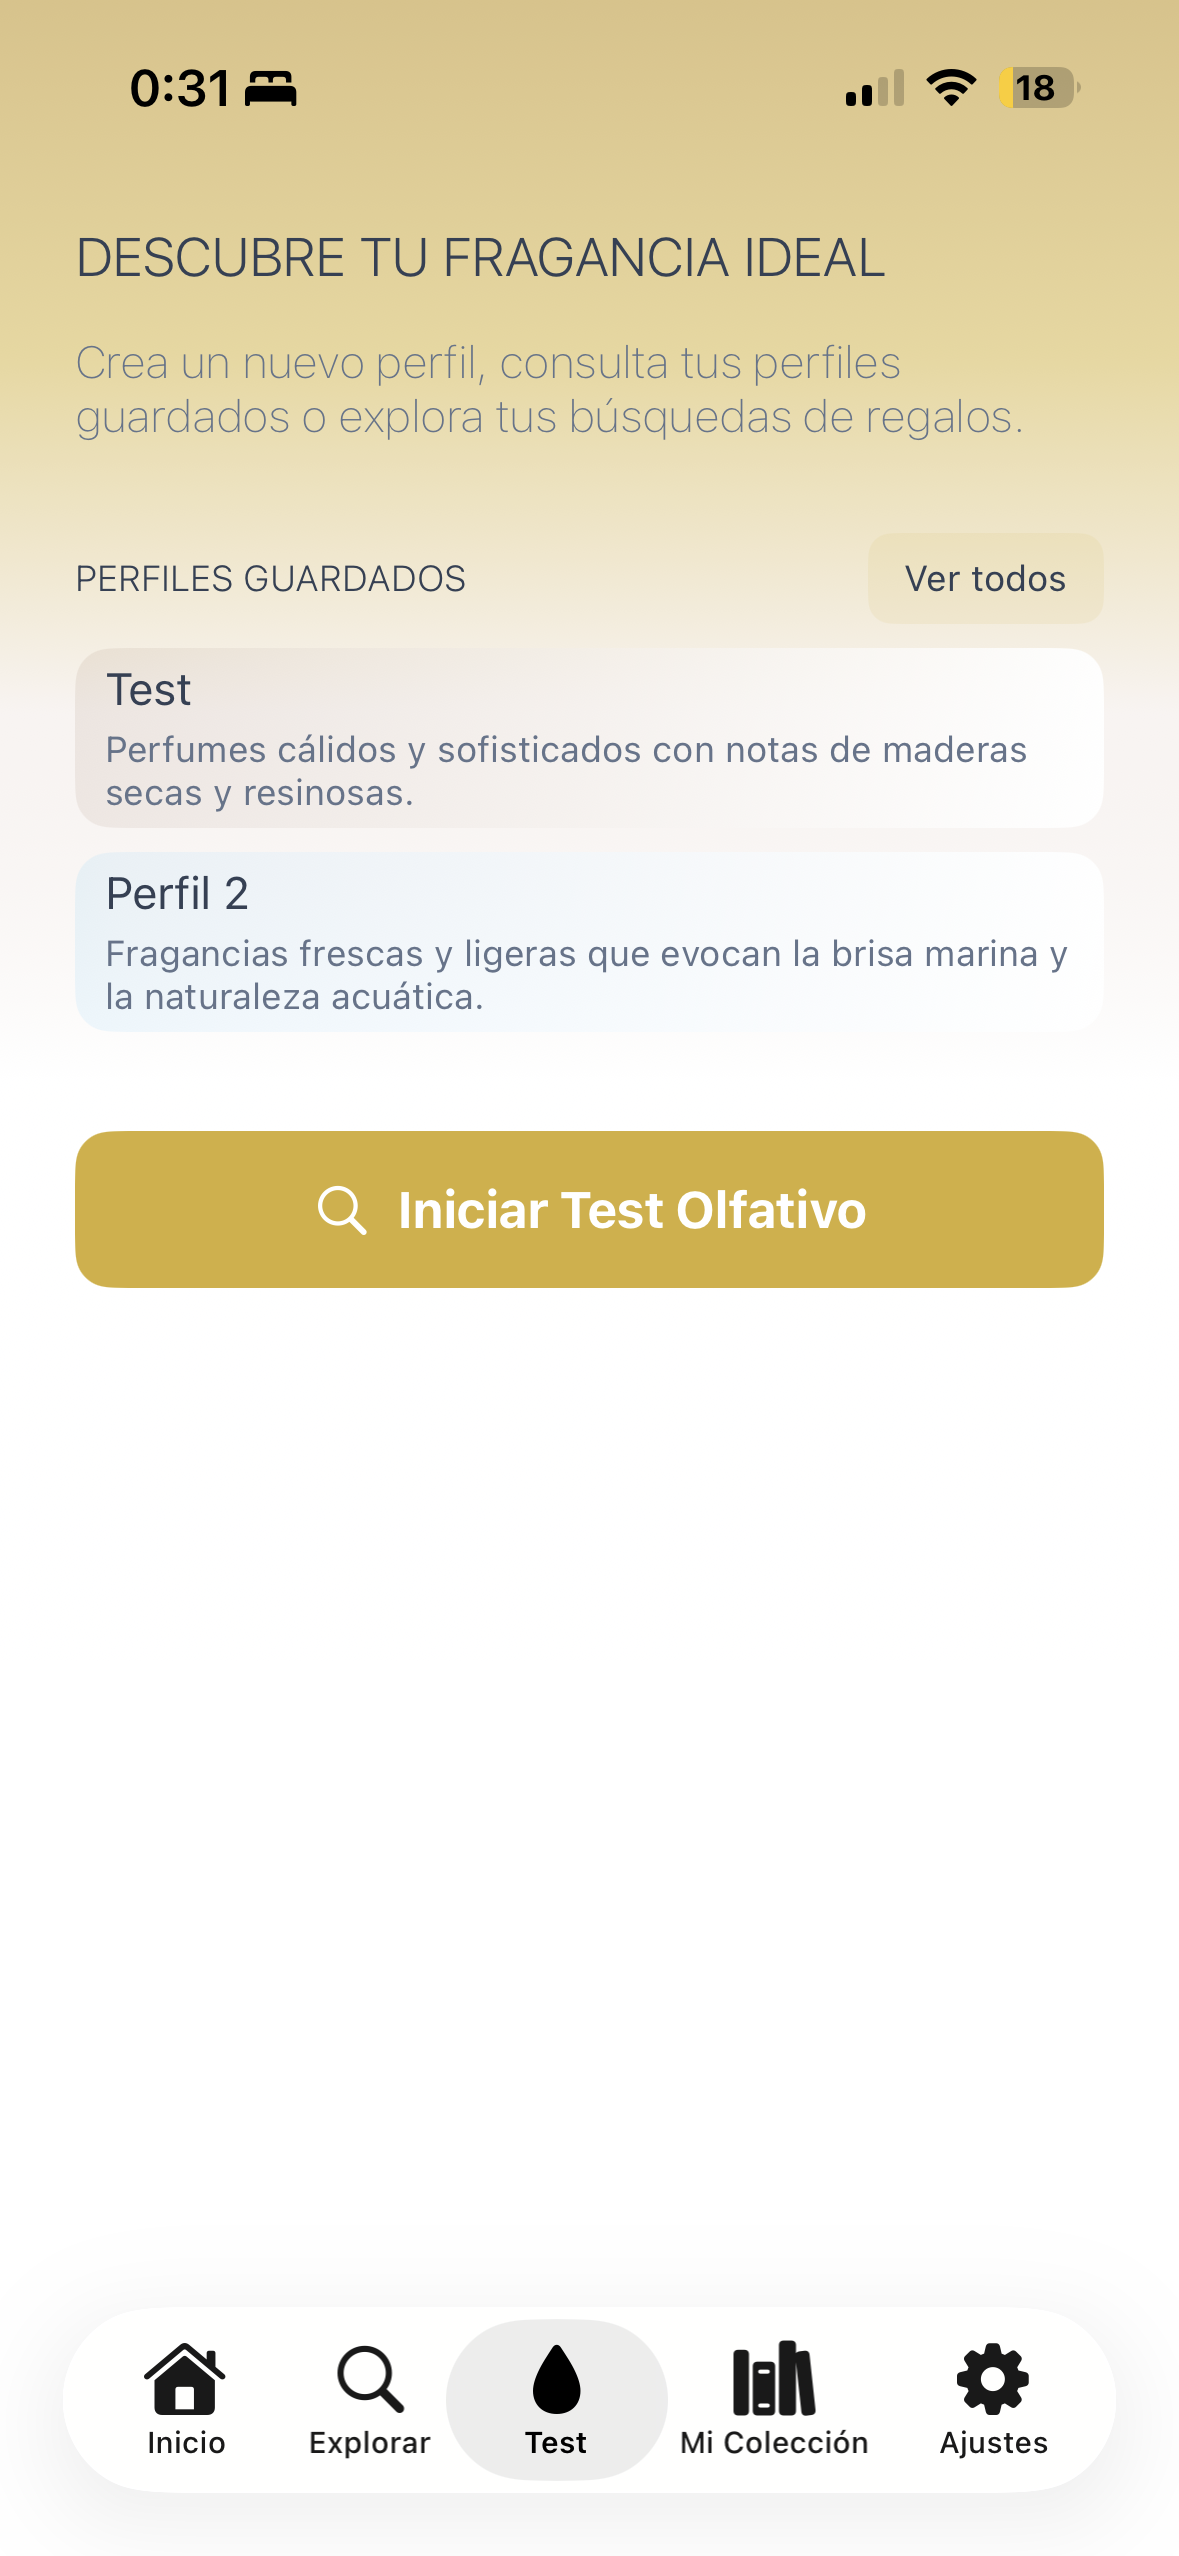 0:31
18
DESCUBRE TU FRAGANCIA IDEAL
Crea un nuevo perfil, consulta tus perfiles
guardados o explora tus búsquedas de regalos.
PERFILES GUARDADOS
Ver todos
Test
Perfumes cálidos y sofisticados con notas de maderas
secas y resinosas.
Perfil 2
Fragancias frescas y ligeras que evocan la brisa marina y
la naturaleza acuática.
Iniciar Test Olfativo
Inicio
Explorar
Test
Mi Colección
Ajustes